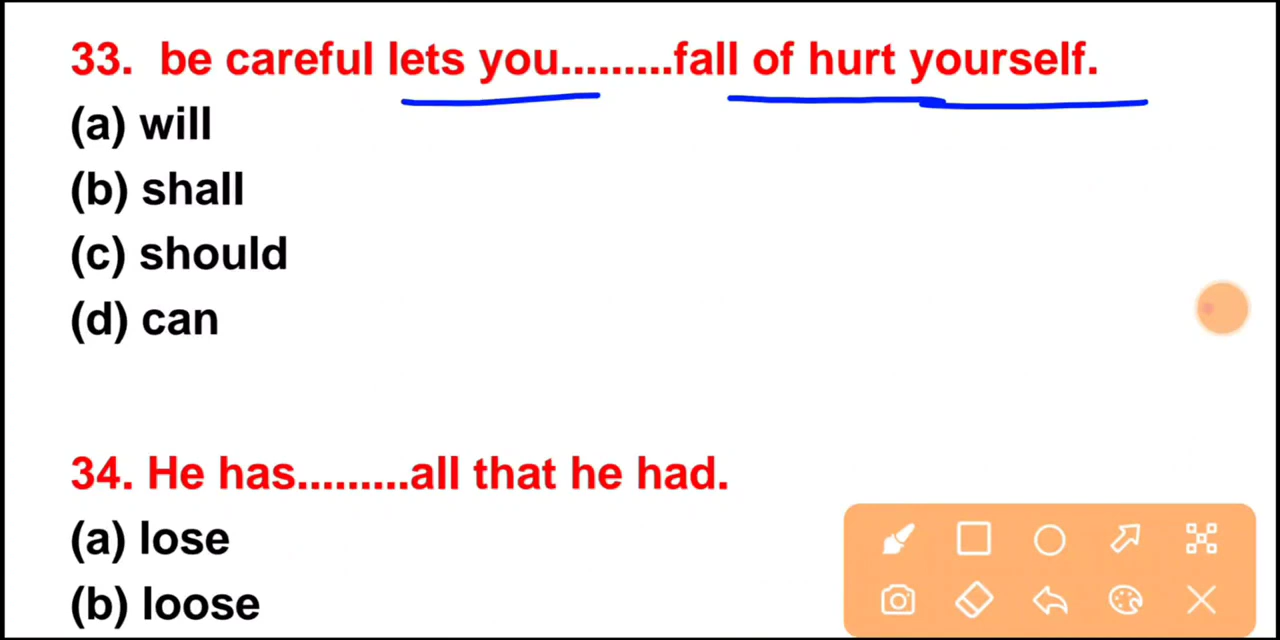 33. be careful lets you.........fall of hurt yourself.
(a) will
(b) shall
(c) should
(d) can
34. He has.........all that he had.
(a) lose
(b) loose